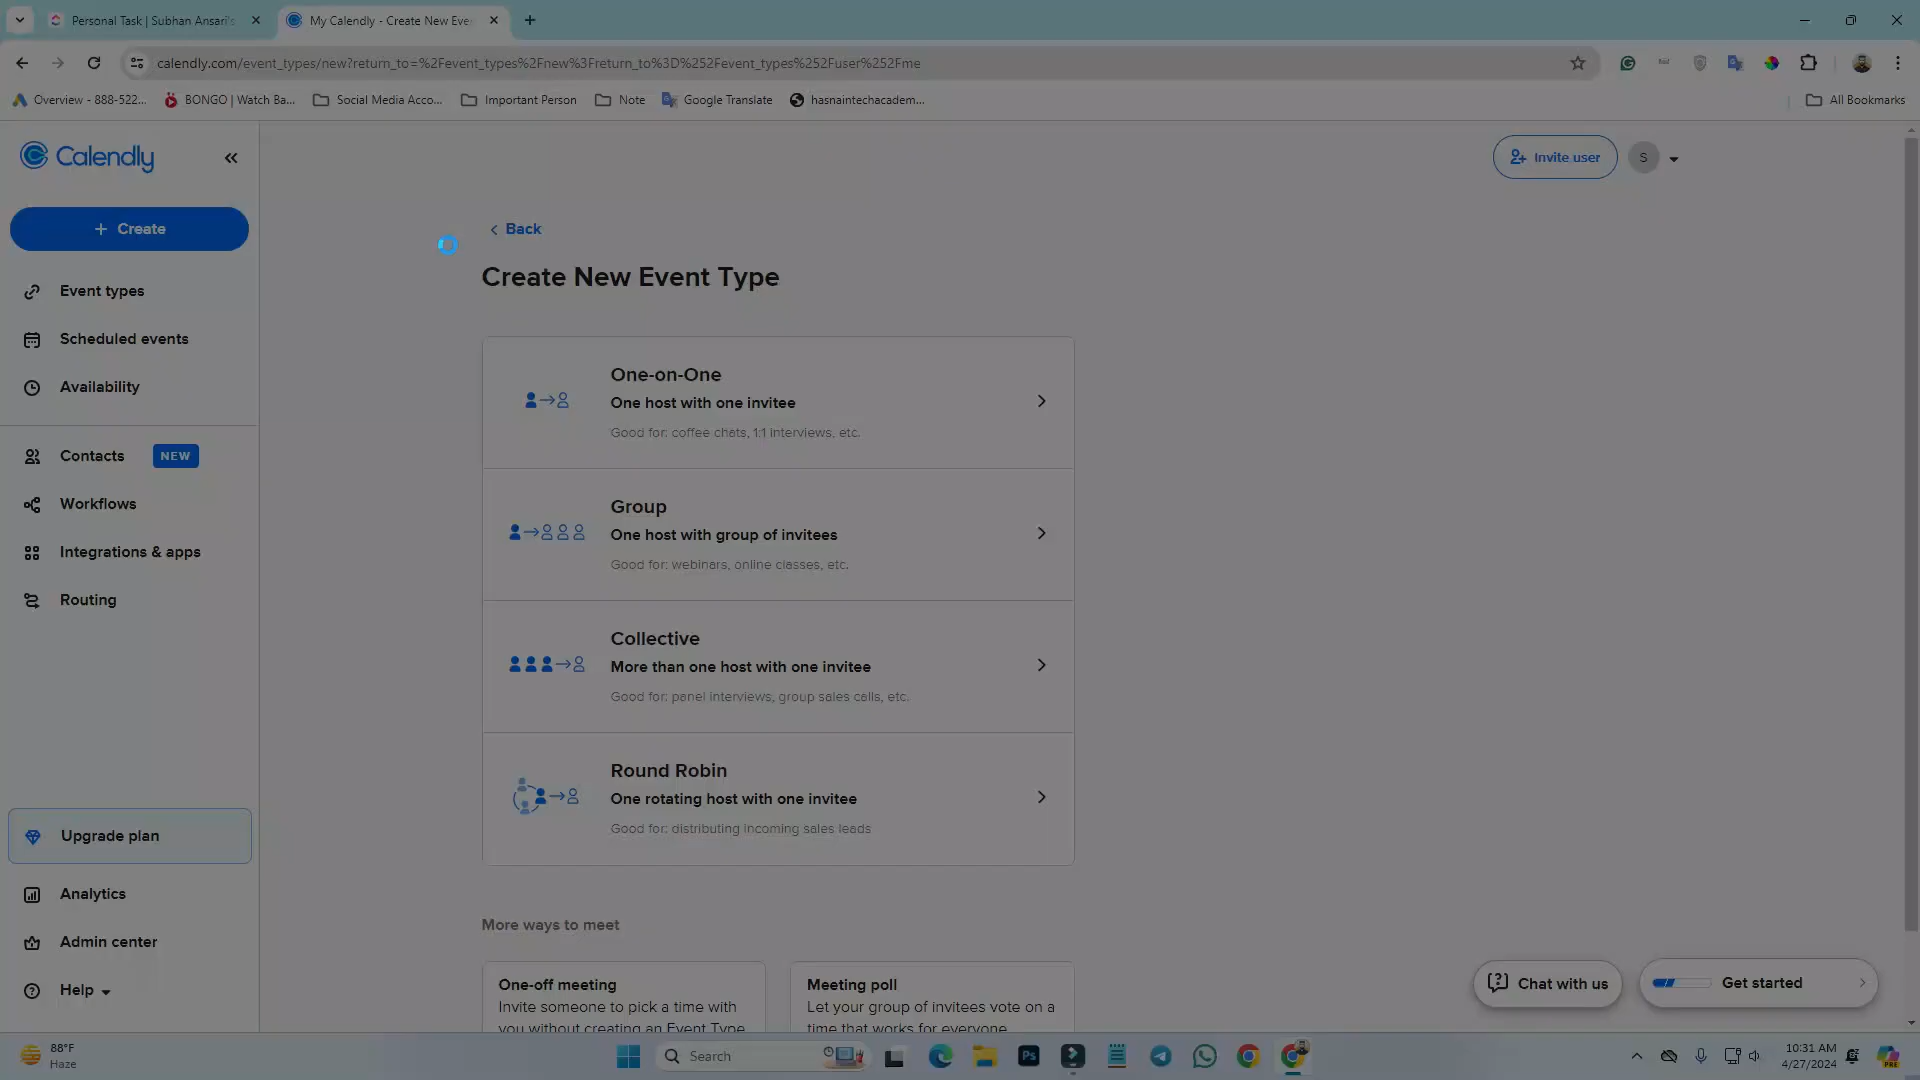 Personal Task | Subhan Ansari's
My Calendly - Create New Eve
calendly.com/event_types/new?return_to=%2Fevent_types%2Fnew%3Freturn_to%3D%252Fevent_types%252Fuser%252Fme
Overview - 888-522...
BONGO | Watch Ba...
Social Media Acco...
Important Person
Note
Google Translate
hasnaintechacadem...
All Bookmarks
Calendly
Invite user
S
+ Create
Event types
Scheduled events
Availability
Contacts NEW
Workflows
Integrations & apps
Routing
Upgrade plan
Analytics
Admin center
Help
Back
Create New Event Type
One-on-One
One host with one invitee
Good for: coffee chats, 1:1 interviews, etc.
Group
One host with group of invitees
Good for: webinars, online classes, etc.
Collective
More than one host with one invitee
Good for: panel interviews, group sales calls, etc.
Round Robin
One rotating host with one invitee
Good for: distributing incoming sales leads
More ways to meet
One-off meeting
Invite someone to pick a time with
you without creating an Event Type
Meeting poll
Let your group of invitees vote on a
time that works for everyone
Chat with us
Get started
88°F
Haze
Search
Ps
10:31 AM
4/27/2024
PRE